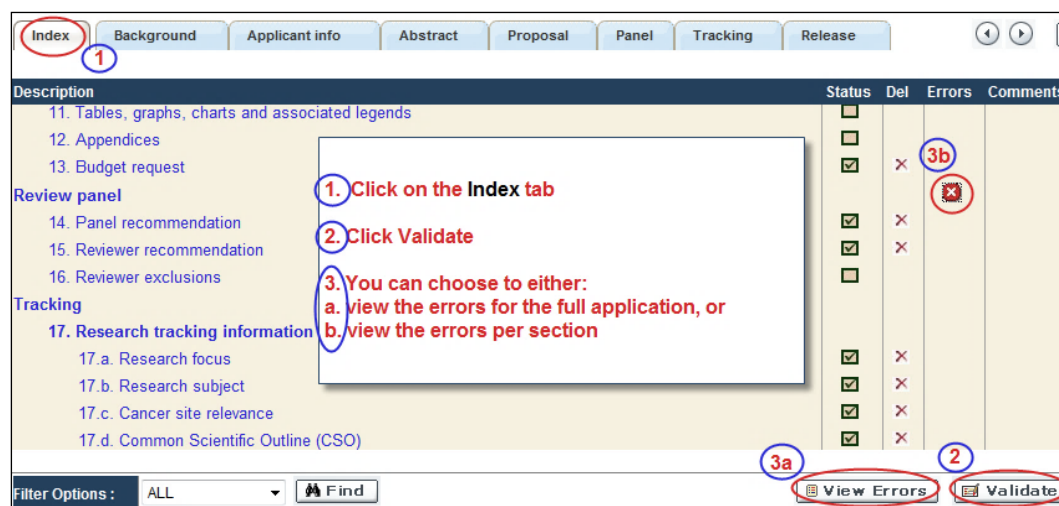 Index Background Applicant info Abstract Proposal Panel Tracking Release
1
Description Status Del Errors Comments
11. Tables, graphs, charts and associated legends
12. Appendices
13. Budget request
3b
Review panel
14. Panel recommendation
15. Reviewer recommendation
16. Reviewer exclusions
Tracking
17. Research tracking information
17.a. Research focus
17.b. Research subject
17.c. Cancer site relevance
17.d. Common Scientific Outline (CSO)
1. Click on the Index tab
2. Click Validate
3. You can choose to either:
a. view the errors for the full application, or
b. view the errors per section
3a 2
Filter Options : ALL Find View Errors Validate